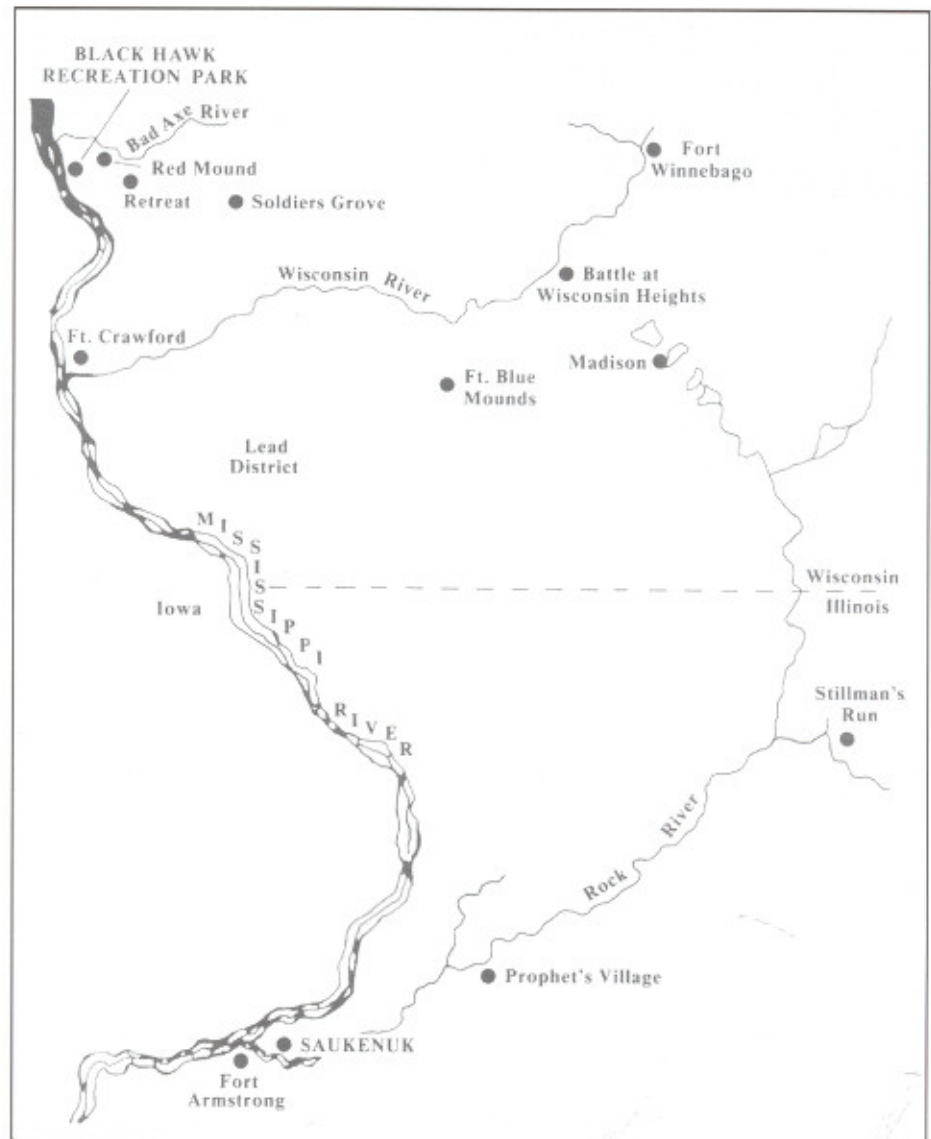 BLACK HAWK
RECREATION PARK
Bad Axe River
Red Mound
Retreat
Soldiers Grove
Fort
Winnebago
Wisconsin River
Battle at
Wisconsin Heights
Ft. Crawford
Madison
Ft. Blue
Mounds
Lead
District
MISSISSIPPI RIVER
Iowa
Wisconsin
Illinois
Stillman's
Run
Rock River
Prophet's Village
SAUKENUK
Fort
Armstrong